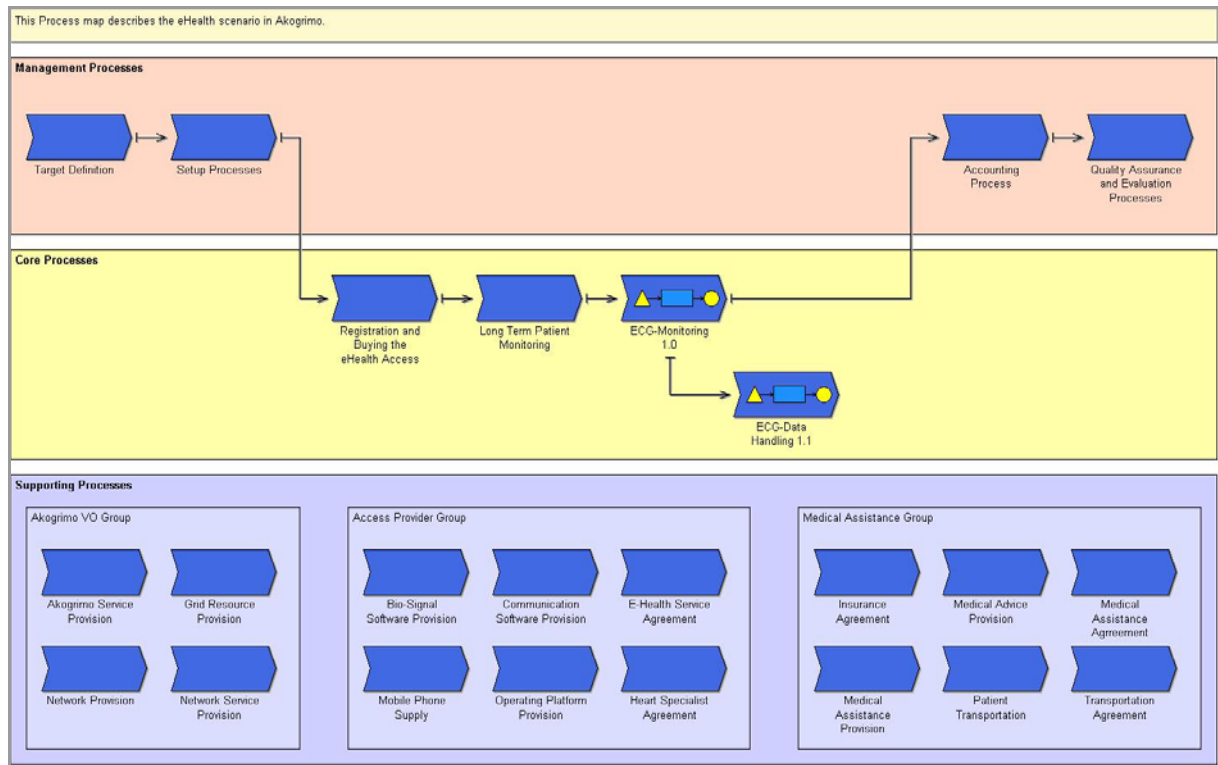 This Process map describes the eHealth scenario in Akogrimo.
Management Processes
Target Definition
Setup Processes
Accounting
Process
Quality Assurance
and Evaluation
Processes
Core Processes
Registration and
Buying the
eHealth Access
Long Term Patient
Monitoring
ECG-Monitoring
1.0
ECG-Data
Handling 1.1
Supporting Processes
Akogrimo VO Group
Akogrimo Service
Provision
Grid Resource
Provision
Network Provision
Network Service
Provision
Access Provider Group
Bio-Signal
Software Provision
Communication
Software Provision
E-Health Service
Agreement
Mobile Phone
Supply
Operating Platform
Provision
Heart Specialist
Agreement
Medical Assistance Group
Insurance
Agreement
Medical Advice
Provision
Medical
Assistance
Agrreement
Medical
Assistance
Provision
Patient
Transportation
Transportation
Agreement